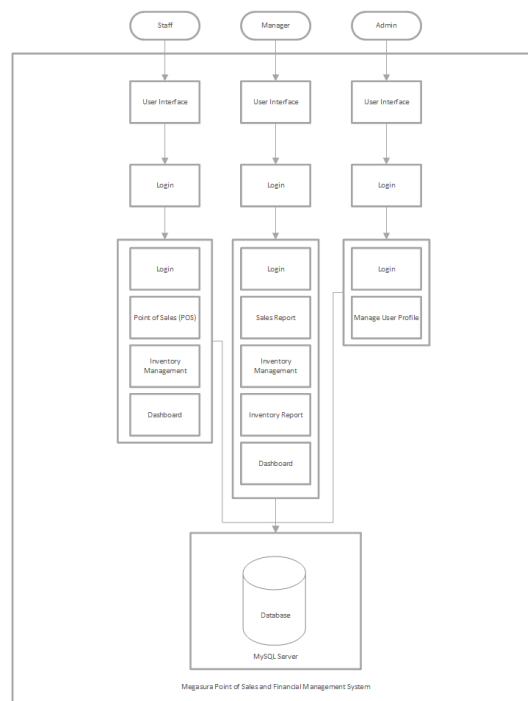 Staff
Manager
Admin
User Interface
User Interface
User Interface
Login
Login
Login
Login
Point of Sales (POS)
Inventory
Management
Dashboard
Login
Sales Report
Inventory
Management
Inventory Report
Dashboard
Login
Manage User Profile
Database
MySQL Server
Megasura Point of Sales and Financial Management System